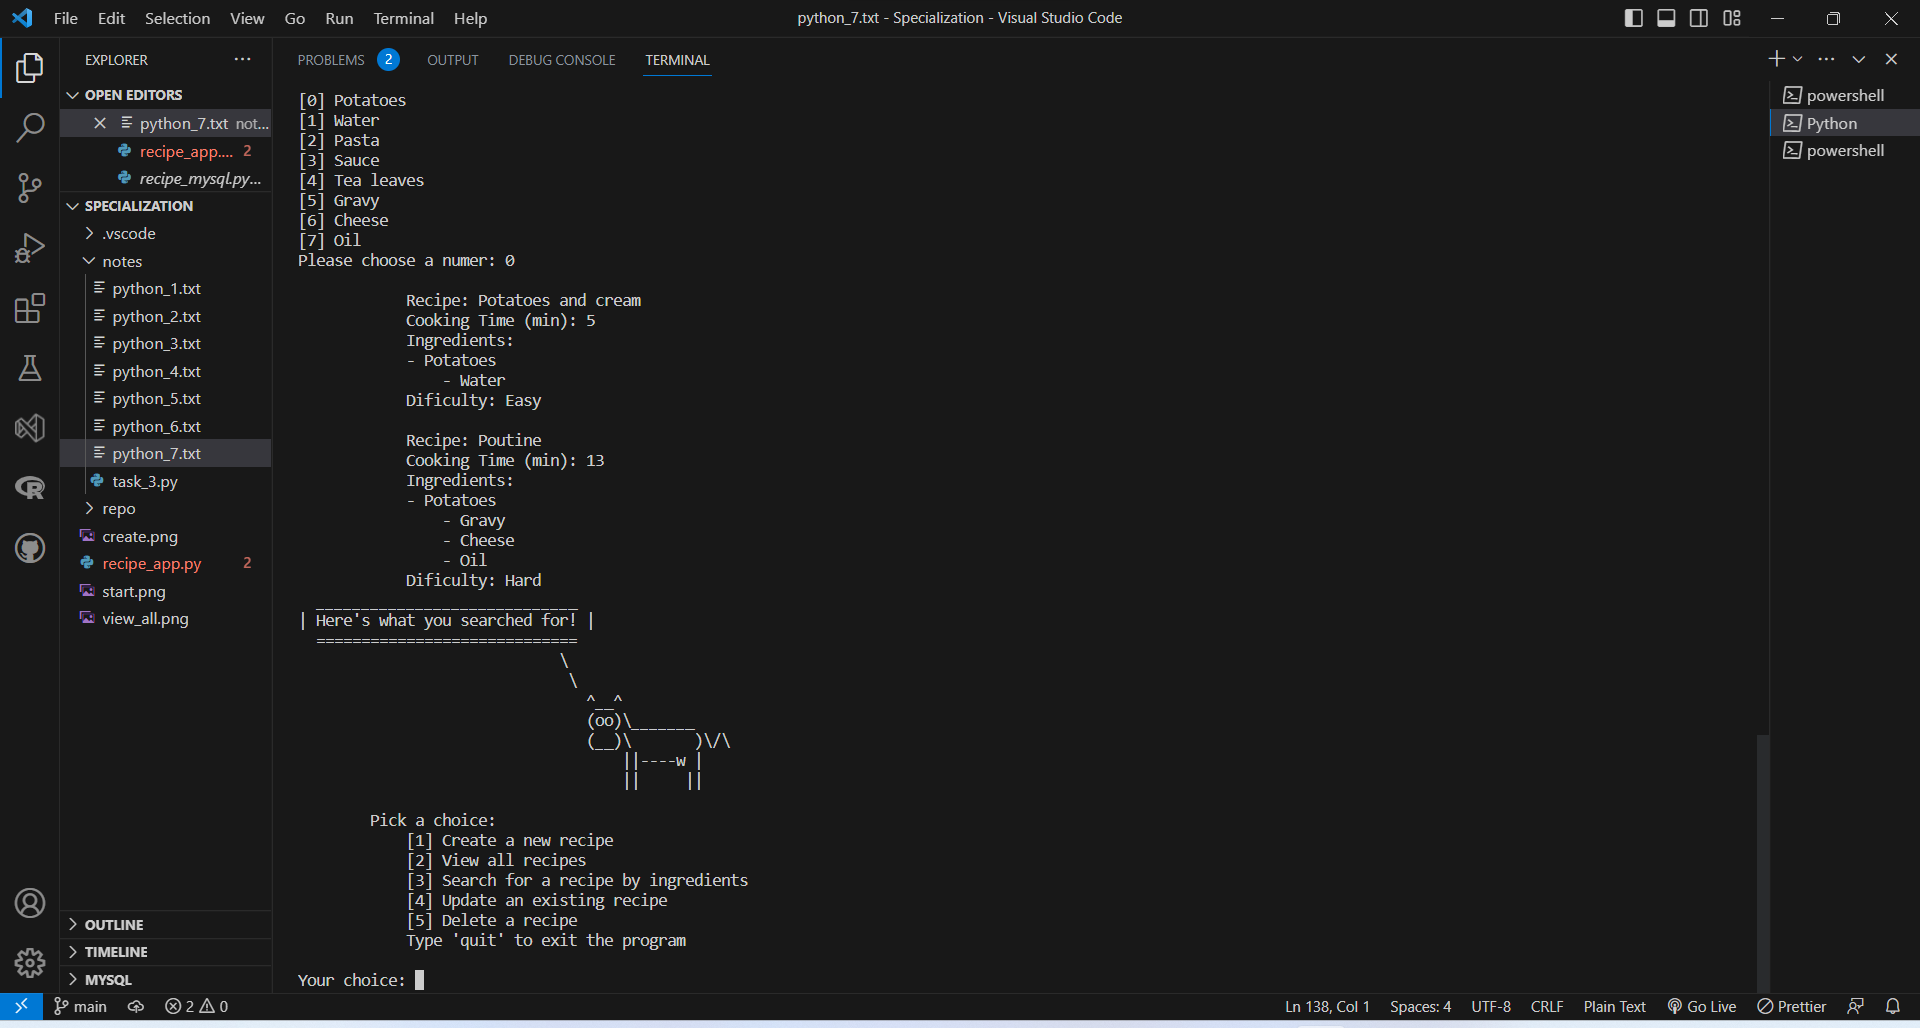 File Edit Selection View Go Run Terminal Help
python_7.txt - Specialization - Visual Studio Code
EXPLORER
OPEN EDITORS
python_7.txt not...
recipe_app.... 2
recipe_mysql.py...
SPECIALIZATION
.vscode
notes
python_1.txt
python_2.txt
python_3.txt
python_4.txt
python_5.txt
python_6.txt
python_7.txt
task_3.py
repo
create.png
recipe_app.py 2
start.png
view_all.png
OUTLINE
TIMELINE
MYSQL
PROBLEMS 2 OUTPUT DEBUG CONSOLE TERMINAL
[0] Potatoes
[1] Water
[2] Pasta
[3] Sauce
[4] Tea leaves
[5] Gravy
[6] Cheese
[7] Oil
Please choose a numer: 0
Recipe: Potatoes and cream
Cooking Time (min): 5
Ingredients:
- Potatoes
- Water
Dificulty: Easy
Recipe: Poutine
Cooking Time (min): 13
Ingredients:
- Potatoes
- Gravy
- Cheese
- Oil
Dificulty: Hard
_____________________________
| Here's what you searched for! |
=============================
\
\
^__^
(oo)\_______
(__)\       )\/\
||----w |
||     ||
Pick a choice:
[1] Create a new recipe
[2] View all recipes
[3] Search for a recipe by ingredients
[4] Update an existing recipe
[5] Delete a recipe
Type 'quit' to exit the program
Your choice:
powershell
Python
powershell
main 2 0
Ln 138, Col 1 Spaces: 4 UTF-8 CRLF Plain Text Go Live Prettier